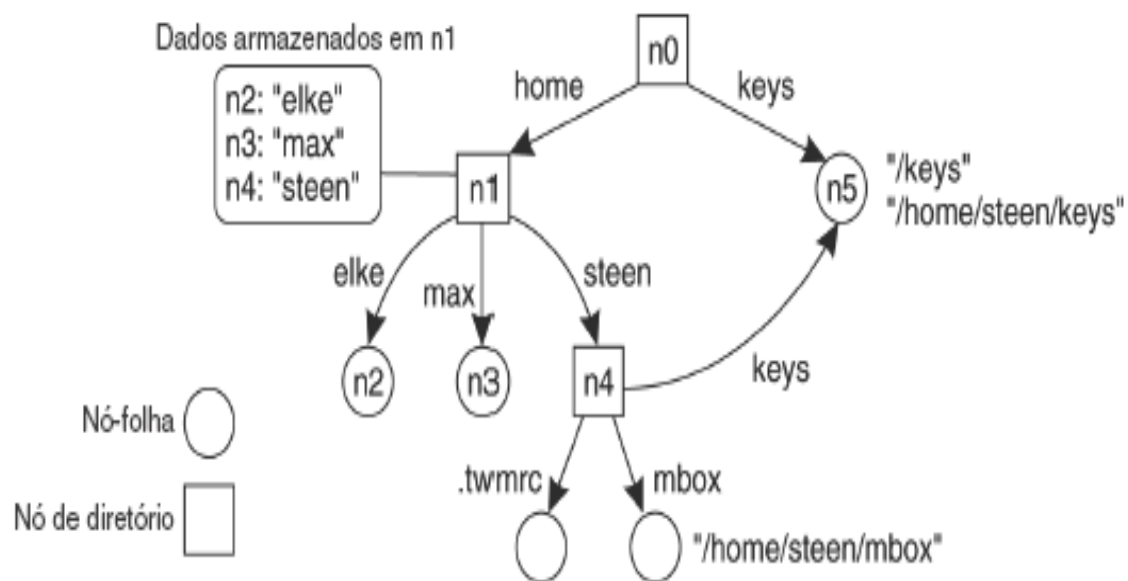 Dados armazenados em n1
n0
home
keys
n2: "elke"
n3: "max"
n4: "steen"
n1
n5
"/keys"
"/home/steen/keys"
elke
max
steen
n2
n3
n4
keys
Nó-folha
.twmrc
mbox
Nó de diretório
"/home/steen/mbox"